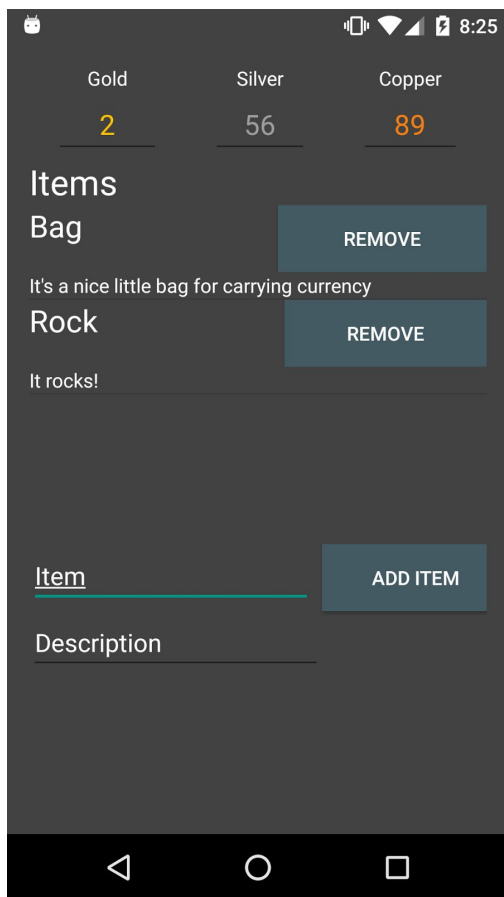 8:25
Gold Silver Copper
2 56 89
Items
Bag REMOVE
It's a nice little bag for carrying currency
Rock REMOVE
It rocks!
Item ADD ITEM
Description